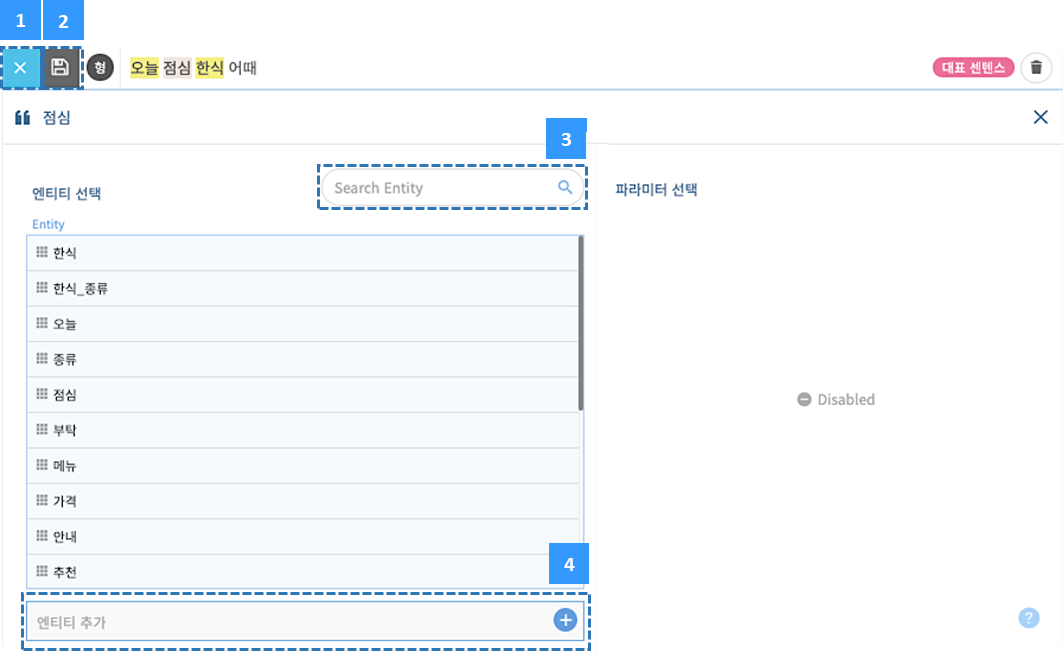 1 2
형 오늘 점심 한식 어때 대표 센텐스
점심
3
엔티티 선택 Search Entity 파라미터 선택
Entity
한식
한식_종류
오늘
종류
점심
Disabled
부탁
메뉴
가격
안내
추천
4
엔티티 추가
?